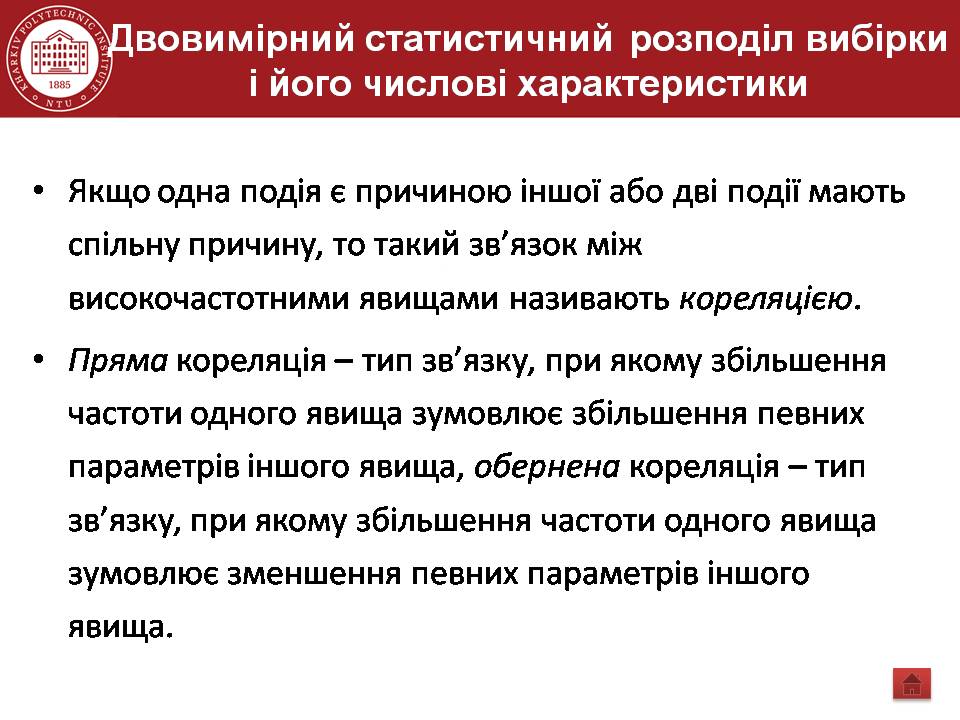 KHARKIV POLYTECHNIC INSTITUTE
1885
NTU
Двовимірний статистичний розподіл вибірки
і його числові характеристики
• Якщо одна подія є причиною іншої або дві події мають
спільну причину, то такий зв’язок між
високочастотними явищами називають кореляцією.
• Пряма кореляція – тип зв’язку, при якому збільшення
частоти одного явища зумовлює збільшення певних
параметрів іншого явища, обернена кореляція – тип
зв’язку, при якому збільшення частоти одного явища
зумовлює зменшення певних параметрів іншого
явища.